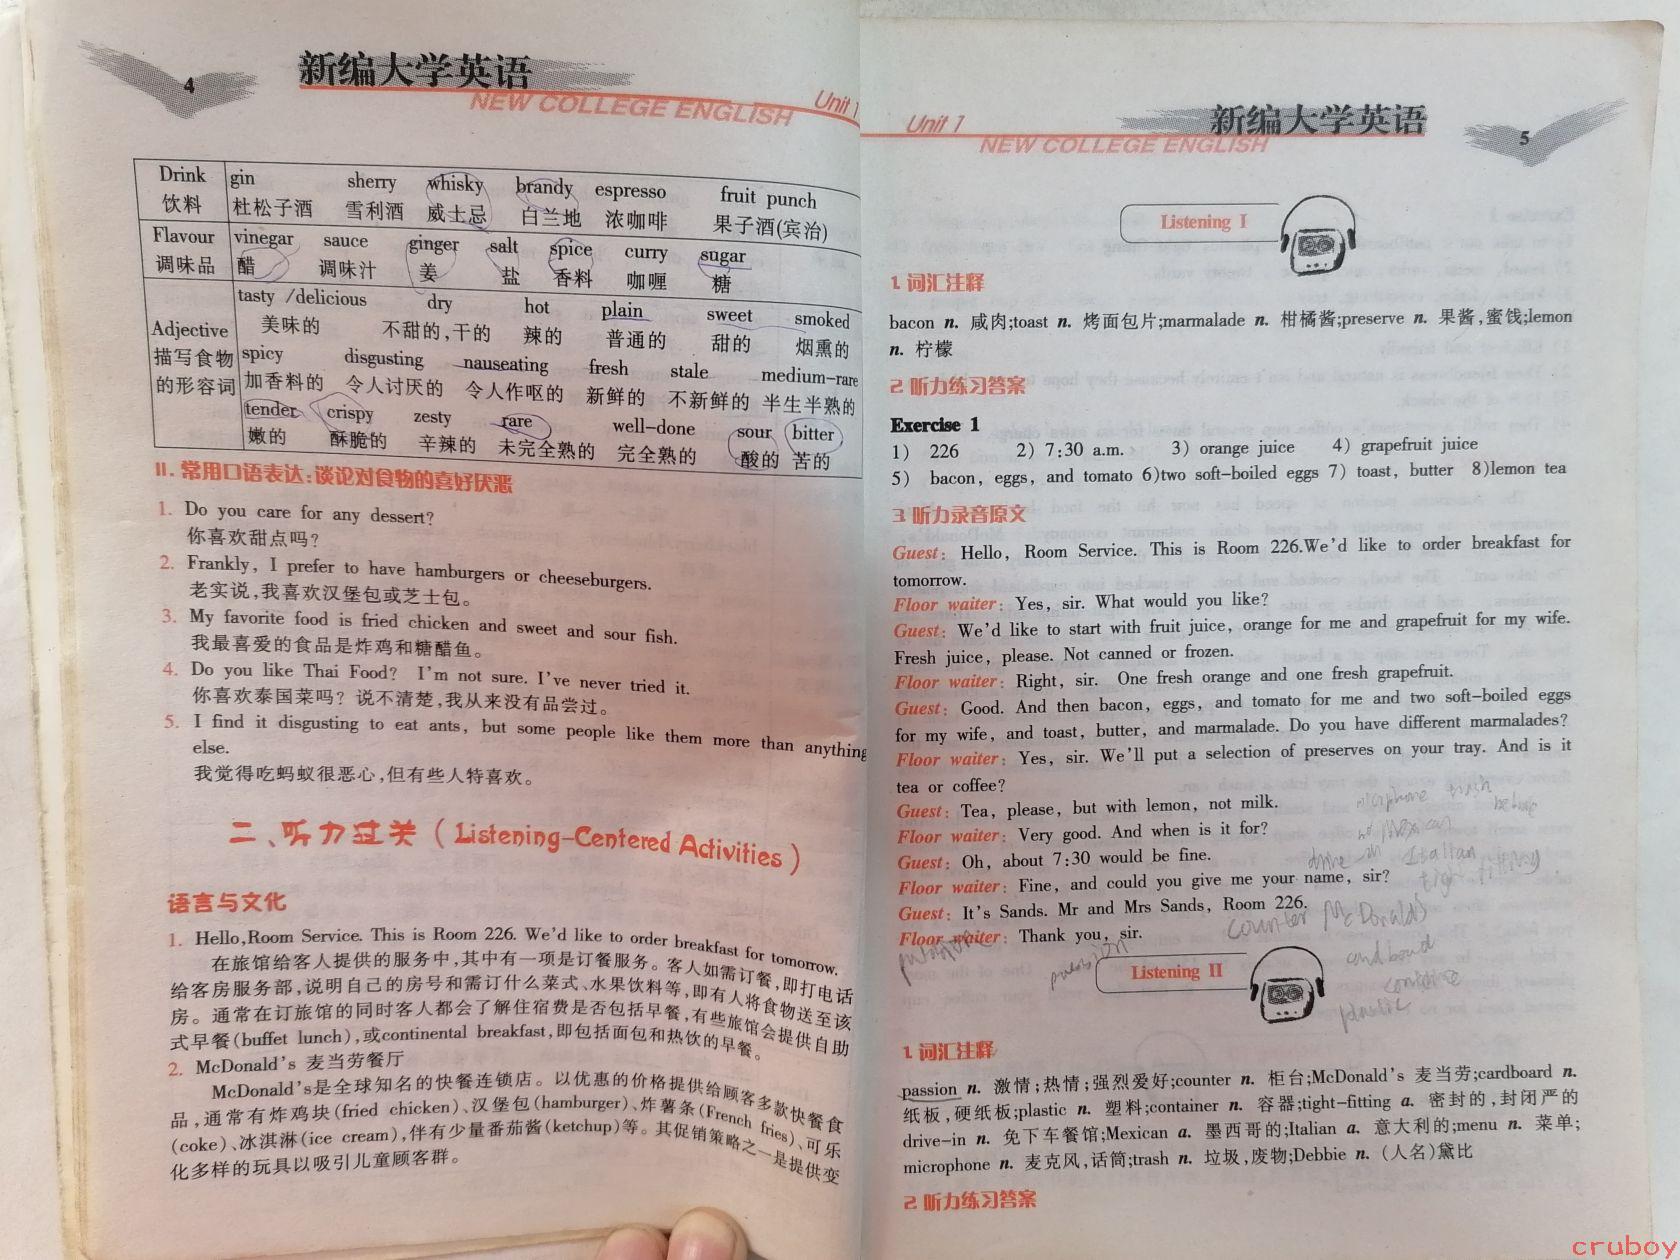 4
新编大学英语
NEW COLLEGE ENGLISH
Unit 1
Drink gin sherry whisky brandy espresso fruit punch
饮料 杜松子酒 雪利酒 威士忌 白兰地 浓咖啡 果子酒(宾治)
Flavour vinegar sauce ginger salt spice curry sugar
调味品 醋 调味汁 姜 盐 香料 咖喱 糖
Adjective
描写食物
的形容词
tasty /delicious dry hot plain sweet smoked
美味的 不甜的,干的 辣的 普通的 甜的 烟熏的
spicy disgusting nauseating fresh stale medium-rare
加香料的 令人讨厌的 令人作呕的 新鲜的 不新鲜的 半生半熟的
tender crispy zesty rare well-done sour bitter
嫩的 酥脆的 辛辣的 未完全熟的 完全熟的 酸的 苦的
II. 常用口语表达:谈论对食物的喜好厌恶
1. Do you care for any dessert?
你喜欢甜点吗?
2. Frankly, I prefer to have hamburgers or cheeseburgers.
老实说,我喜欢汉堡包或芝士包。
3. My favorite food is fried chicken and sweet and sour fish.
我最喜爱的食品是炸鸡和糖醋鱼。
4. Do you like Thai Food? I'm not sure. I've never tried it.
你喜欢泰国菜吗? 说不清楚,我从来没有品尝过。
5. I find it disgusting to eat ants, but some people like them more than anything
else.
我觉得吃蚂蚁很恶心,但有些人特喜欢。
二、听力过关(Listening-Centered Activities)
语言与文化
1. Hello,Room Service. This is Room 226. We'd like to order breakfast for tomorrow.
在旅馆给客人提供的服务中,其中有一项是订餐服务。客人如需订餐,即打电话
给客房服务部,说明自己的房号和需订什么菜式、水果饮料等,即有人将食物送至该
房。通常在订旅馆的同时客人都会了解住宿费是否包括早餐,有些旅馆会提供自助
式早餐(buffet lunch),或continental breakfast,即包括面包和热饮的早餐。
2. McDonald's 麦当劳餐厅
McDonald's是全球知名的快餐连锁店。以优惠的价格提供给顾客多款快餐食
品,通常有炸鸡块(fried chicken)、汉堡包(hamburger)、炸薯条(French fries)、可乐
(coke)、冰淇淋(ice cream),伴有少量番茄酱(ketchup)等。其促销策略之一是提供变
化多样的玩具以吸引儿童顾客群。
Unit 1
新编大学英语
NEW COLLEGE ENGLISH
5
Listening I
1. 词汇注释
bacon n. 咸肉;toast n. 烤面包片;marmalade n. 柑橘酱;preserve n. 果酱,蜜饯;lemon
n. 柠檬
2. 听力练习答案
Exercise 1
1) 226 2) 7:30 a.m. 3) orange juice 4) grapefruit juice
5) bacon, eggs, and tomato 6)two soft-boiled eggs 7) toast, butter 8)lemon tea
3. 听力录音原文
Guest: Hello, Room Service. This is Room 226.We'd like to order breakfast for
tomorrow.
Floor waiter: Yes, sir. What would you like?
Guest: We'd like to start with fruit juice, orange for me and grapefruit for my wife.
Fresh juice, please. Not canned or frozen.
Floor waiter: Right, sir. One fresh orange and one fresh grapefruit.
Guest: Good. And then bacon, eggs, and tomato for me and two soft-boiled eggs
for my wife, and toast, butter, and marmalade. Do you have different marmalades?
Floor waiter: Yes, sir. We'll put a selection of preserves on your tray. And is it
tea or coffee?
Guest: Tea, please, but with lemon, not milk.
Floor waiter: Very good. And when is it for?
Guest: Oh, about 7:30 would be fine.
Floor waiter: Fine, and could you give me your name, sir?
Guest: It's Sands. Mr and Mrs Sands, Room 226.
Floor waiter: Thank you, sir.
microphone trash
Mexican
drive-in Italian
counter McDonald's
plastic
Listening II
1. 词汇注释
passion n. 激情;热情;强烈爱好;counter n. 柜台;McDonald's 麦当劳;cardboard n.
纸板,硬纸板;plastic n. 塑料;container n. 容器;tight-fitting a. 密封的,封闭严的
drive-in n. 免下车餐馆;Mexican a. 墨西哥的;Italian a. 意大利的;menu n. 菜单;
microphone n. 麦克风,话筒;trash n. 垃圾,废物;Debbie n. (人名)黛比
2. 听力练习答案
cruboy